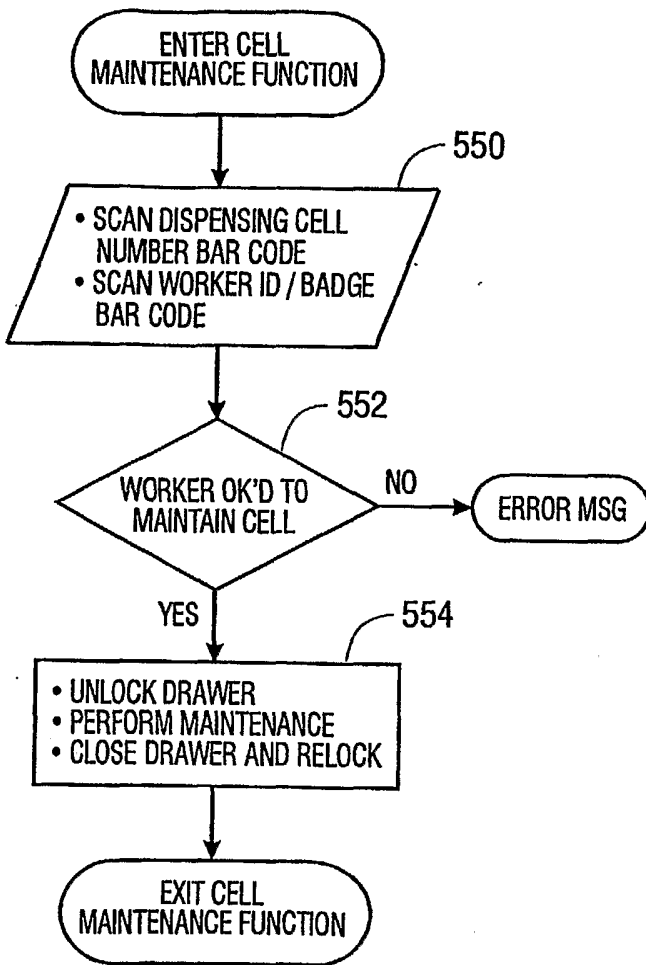 ENTER CELL
MAINTENANCE FUNCTION
550
• SCAN DISPENSING CELL
NUMBER BAR CODE
• SCAN WORKER ID / BADGE
BAR CODE
552
WORKER OK'D TO
MAINTAIN CELL
NO
ERROR MSG
YES
554
• UNLOCK DRAWER
• PERFORM MAINTENANCE
• CLOSE DRAWER AND RELOCK
EXIT CELL
MAINTENANCE FUNCTION